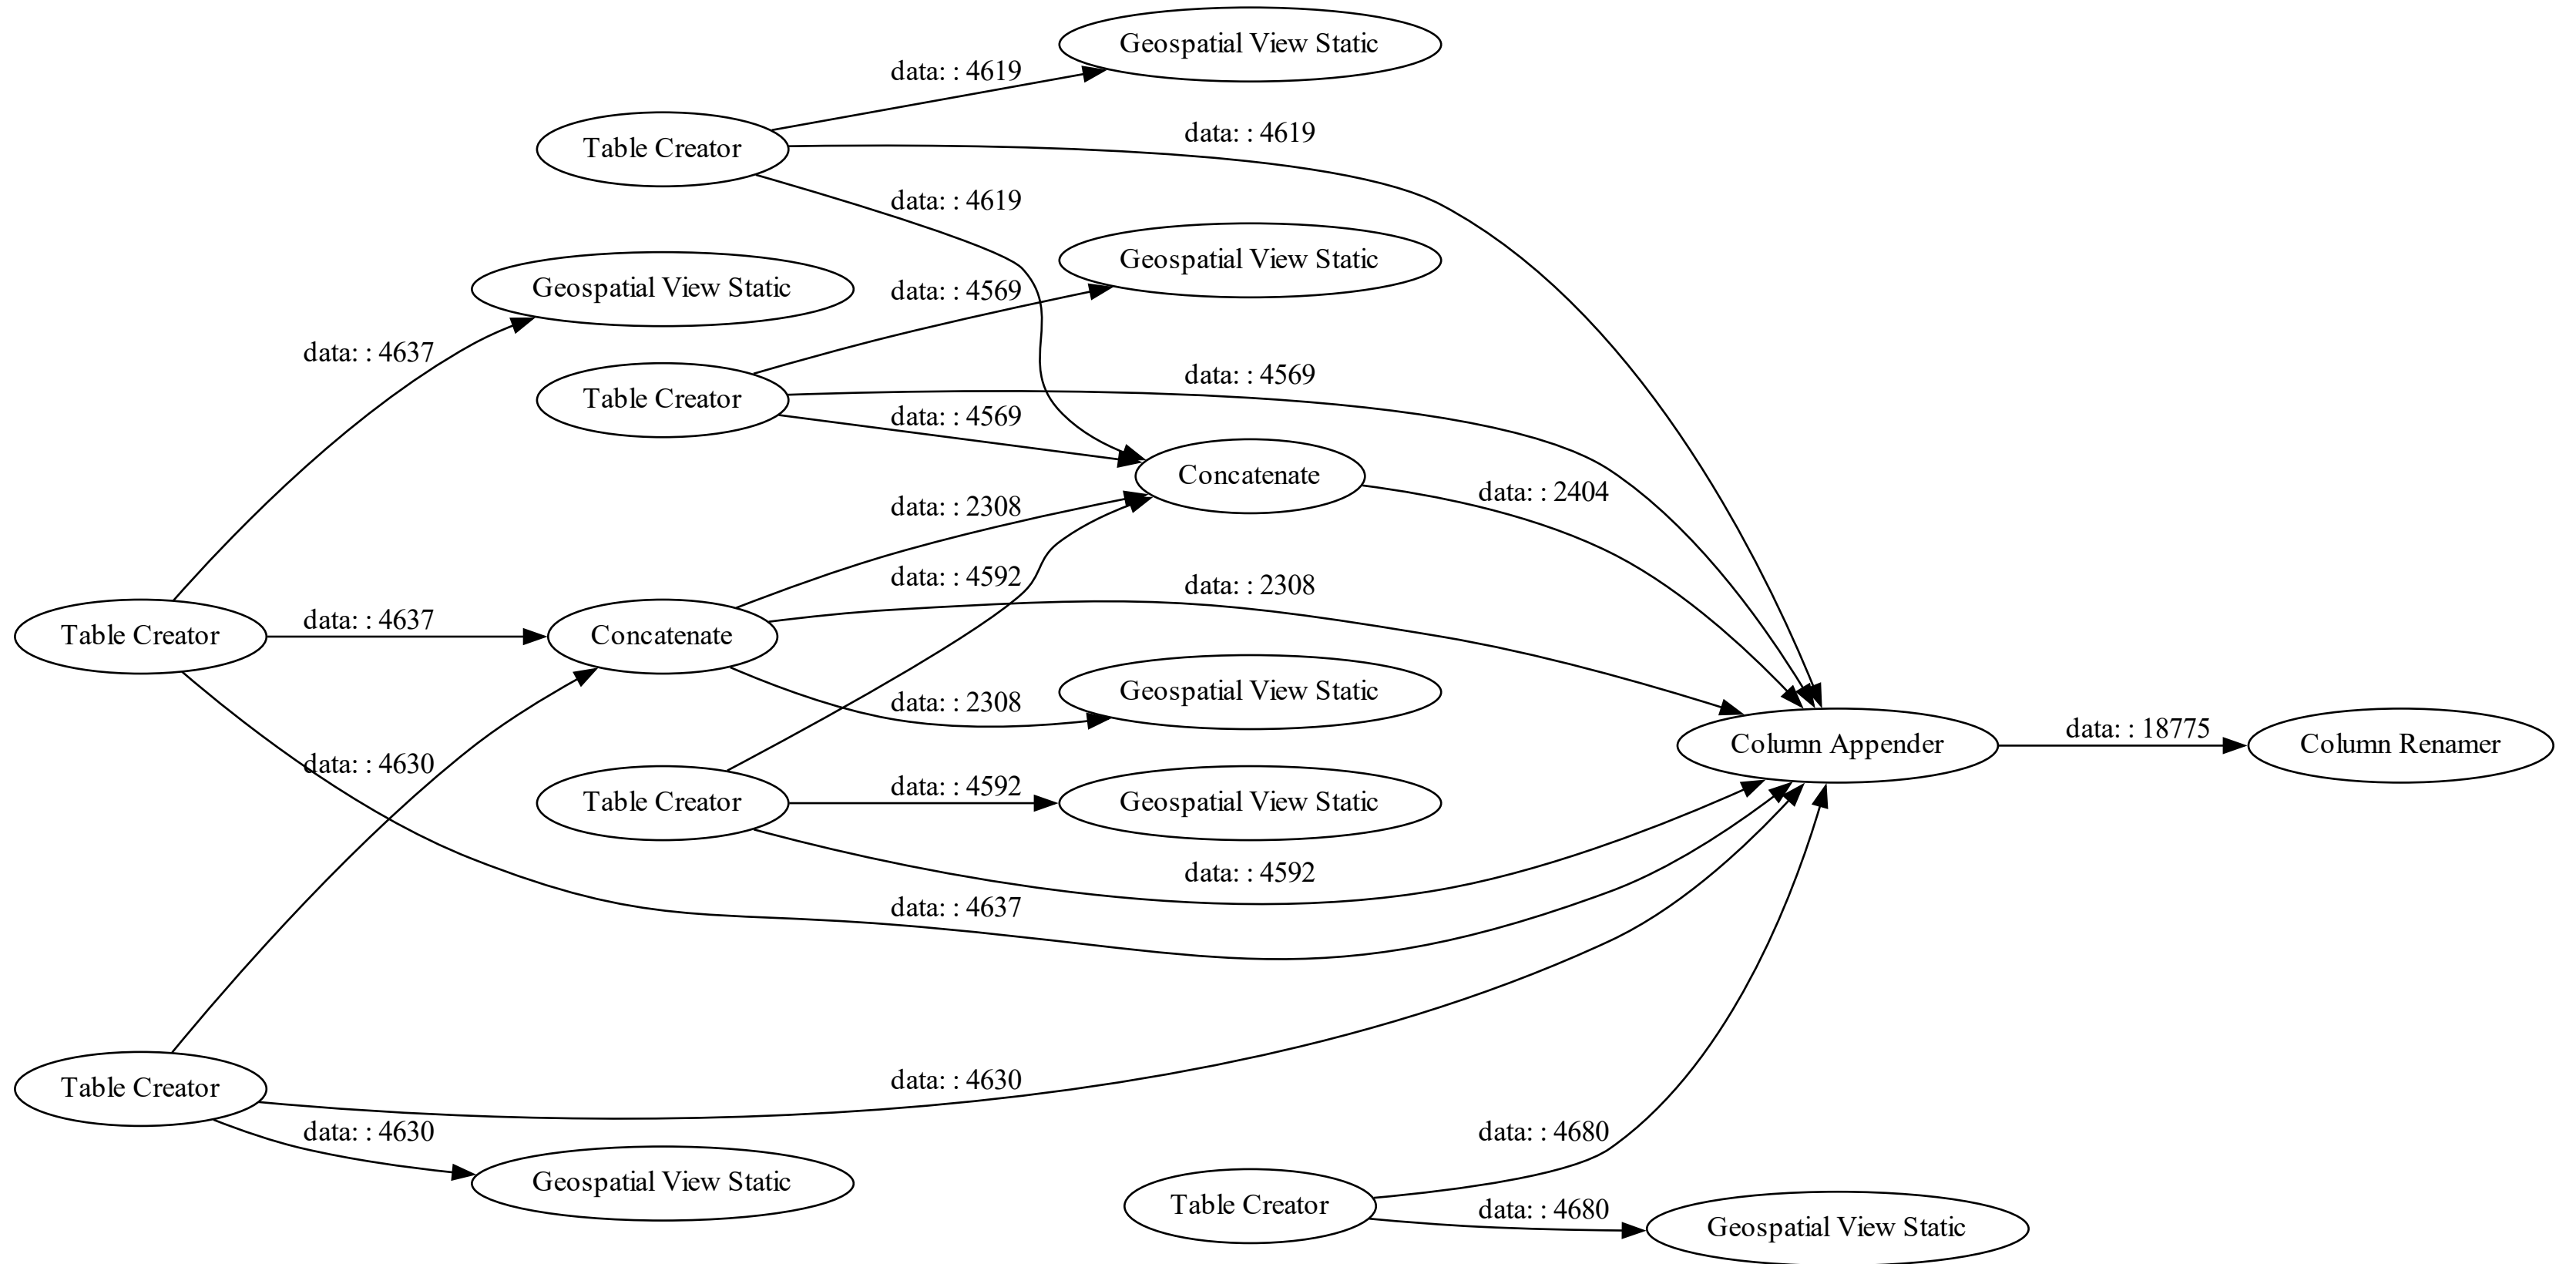 Geospatial View Static
data: : 4619
Table Creator
data: : 4619
data: : 4619
Geospatial View Static
Geospatial View Static
data: : 4569
data: : 4637
data: : 4569
Table Creator
data: : 4569
Concatenate
data: : 2404
data: : 2308
data: : 4592
data: : 2308
data: : 4637
Table Creator
Concatenate
Geospatial View Static
data: : 2308
data: : 18775
Column Appender
Column Renamer
data: : 4630
data: : 4592
Table Creator
Geospatial View Static
data: : 4592
data: : 4637
data: : 4630
Table Creator
data: : 4630
data: : 4680
Geospatial View Static
Table Creator
data: : 4680
Geospatial View Static